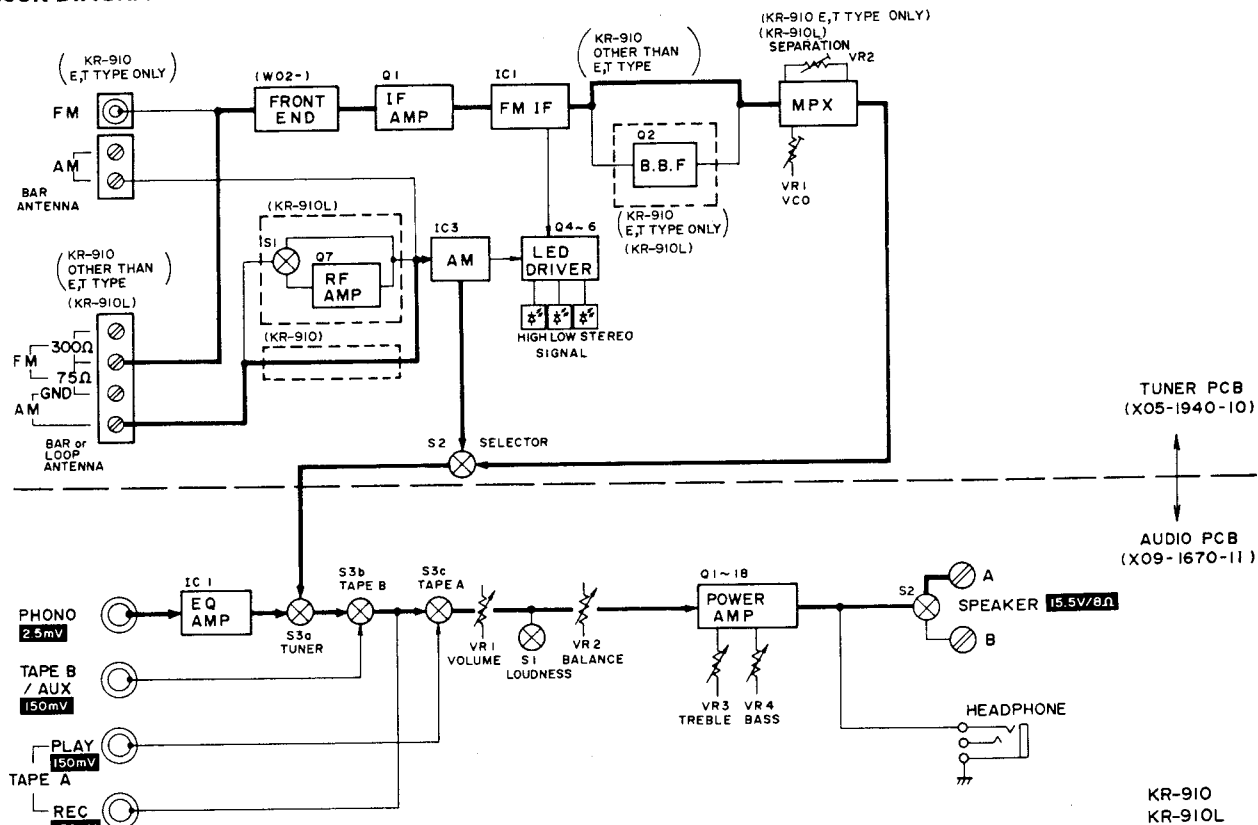 (KR-910
E,T TYPE ONLY)
FM
AM
BAR
ANTENNA
(W02-)
FRONT
END
Q1
IF
AMP
IC1
FM IF
(KR-910
OTHER THAN
E,T TYPE)
Q2
B.B.F
(KR-910
E,T TYPE ONLY)
(KR-910L)
(KR-910 E,T TYPE ONLY)
(KR-910L)
SEPARATION
VR2
MPX
VR1
VCO
(KR-910L)
S1
Q7
RF
AMP
(KR-910)
IC3
AM
Q4~6
LED
DRIVER
HIGH LOW STEREO
SIGNAL
(KR-910
OTHER THAN
E,T TYPE)
(KR-910L)
FM
300Ω
75Ω
GND
AM
BAR or
LOOP
ANTENNA
S2
SELECTOR
TUNER PCB
(X05-1940-10)
AUDIO PCB
(X09-1670-11)
PHONO
2.5mV
IC1
EQ
AMP
S3a
TUNER
S3b
TAPE B
S3c
TAPE A
VR1
VOLUME
S1
LOUDNESS
VR2
BALANCE
Q1~18
POWER
AMP
VR3
TREBLE
VR4
BASS
S2
A
SPEAKER 15.5V/8Ω
B
TAPE B
/ AUX
150mV
PLAY
150mV
TAPE A
REC
HEADPHONE
KR-910
KR-910L